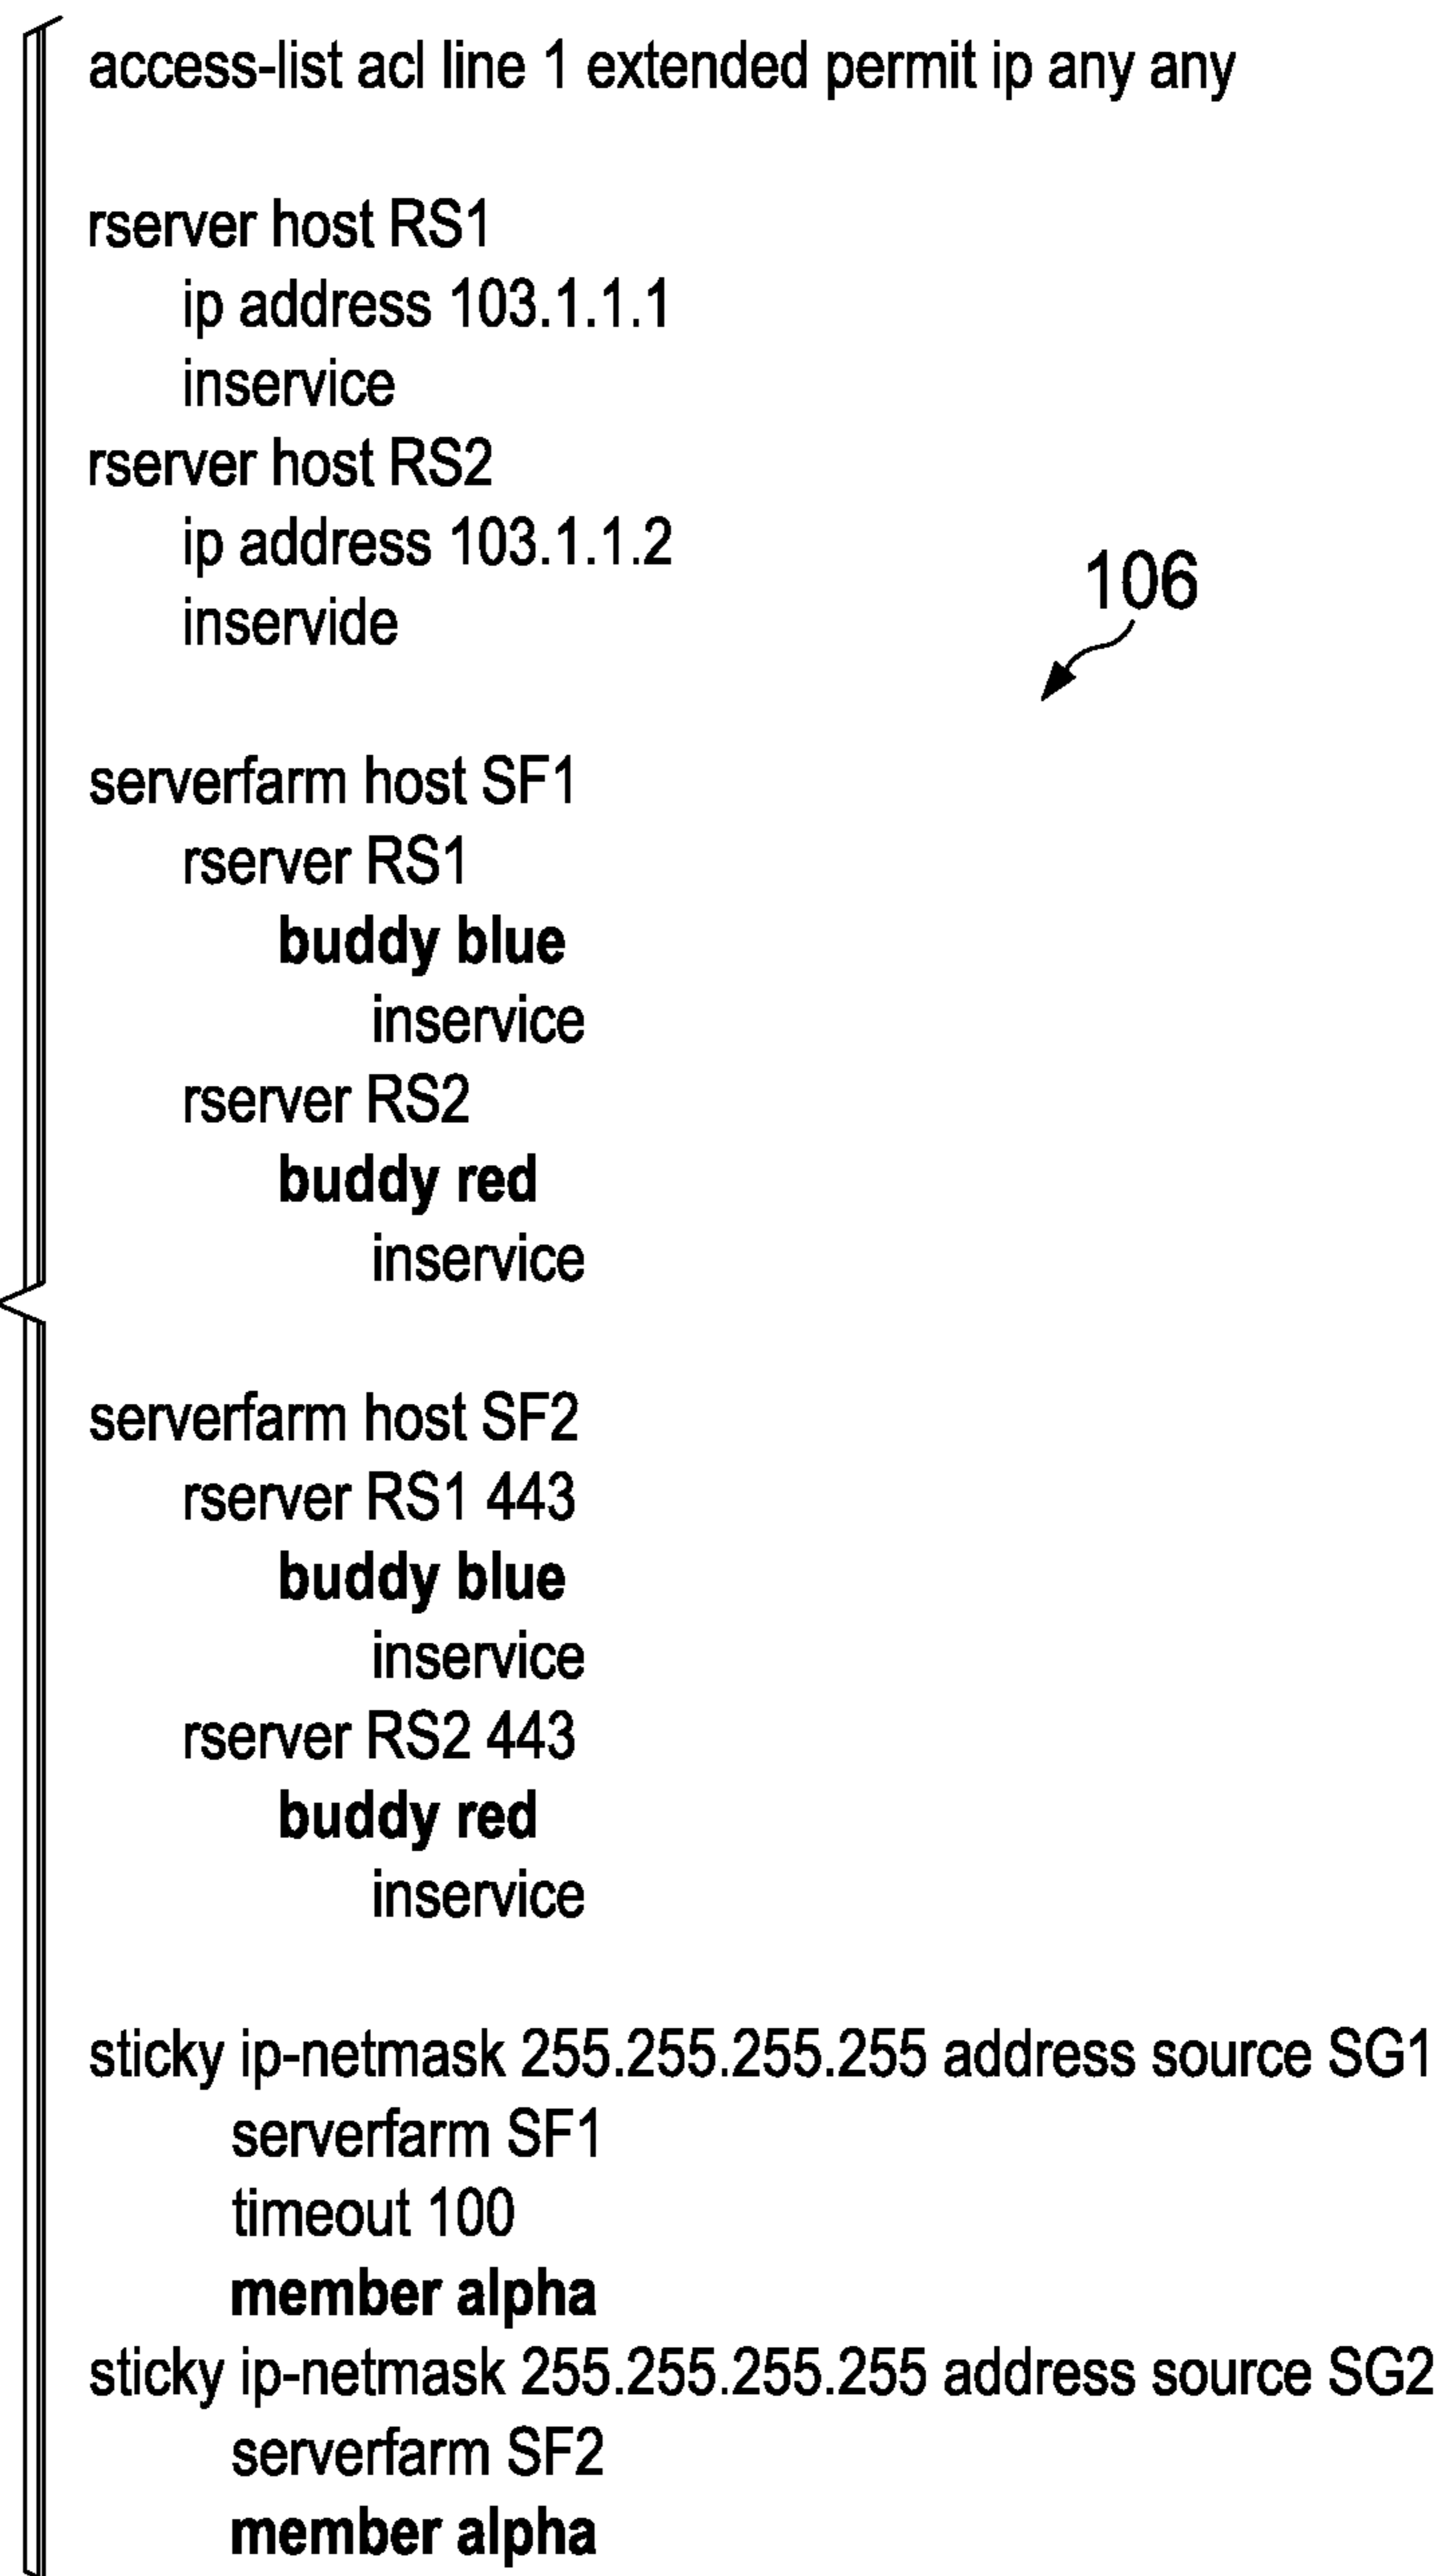 access-list acl line 1 extended permit ip any any
rserver host RS1
ip address 103.1.1.1
inservice
rserver host RS2
ip address 103.1.1.2
inservide
106
serverfarm host SF1
rserver RS1
buddy blue
inservice
rserver RS2
buddy red
inservice
serverfarm host SF2
rserver RS1 443
buddy blue
inservice
rserver RS2 443
buddy red
inservice
sticky ip-netmask 255.255.255.255 address source SG1
serverfarm SF1
timeout 100
member alpha
sticky ip-netmask 255.255.255.255 address source SG2
serverfarm SF2
member alpha